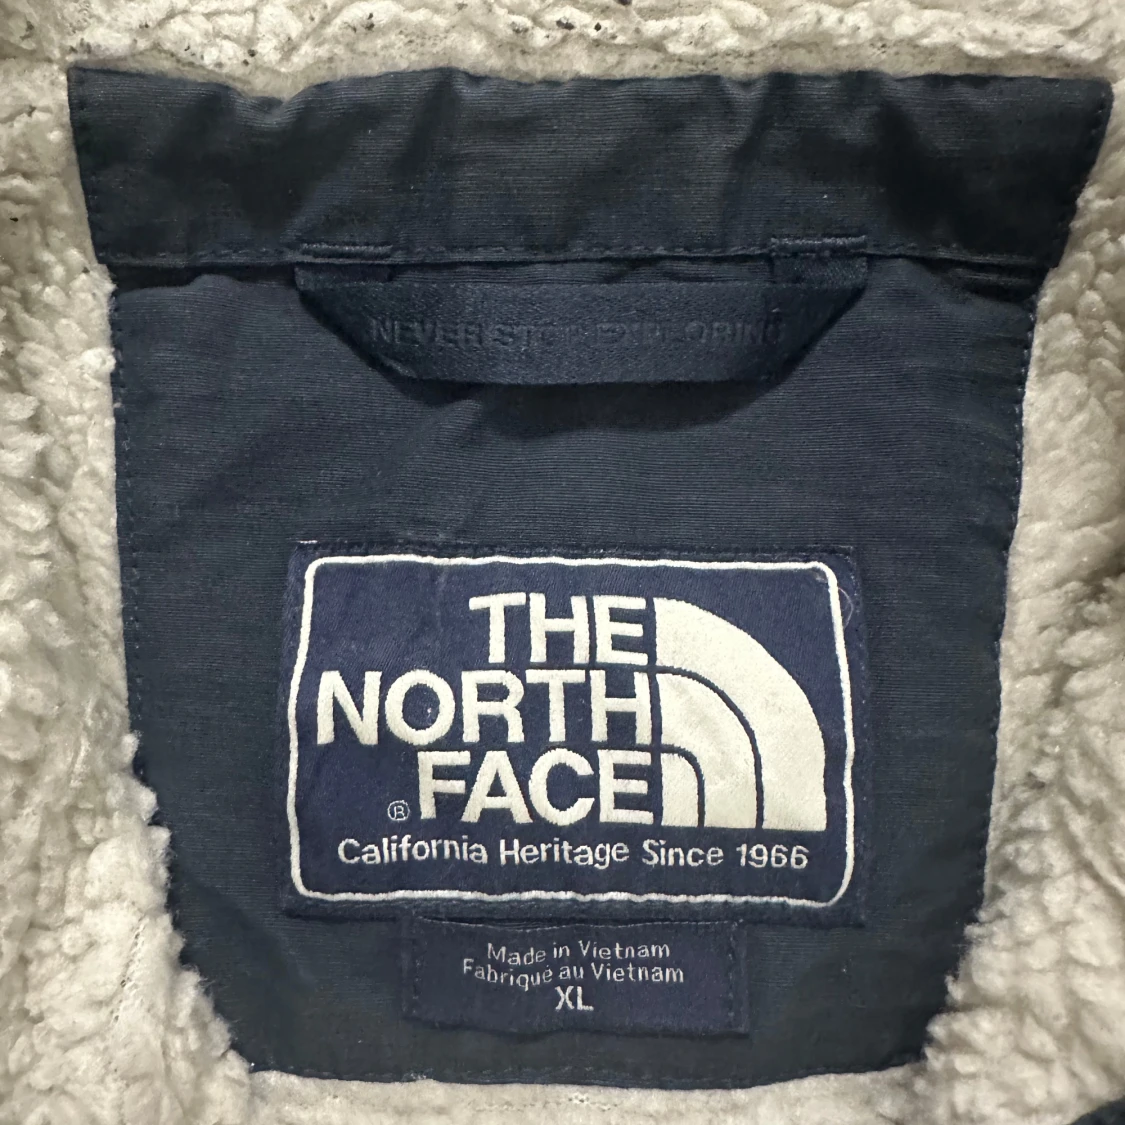 NEVER STOP EXPLORING
THE
NORTH
FACE
®
California Heritage Since 1966
Made in Vietnam
Fabriqué au Vietnam
XL